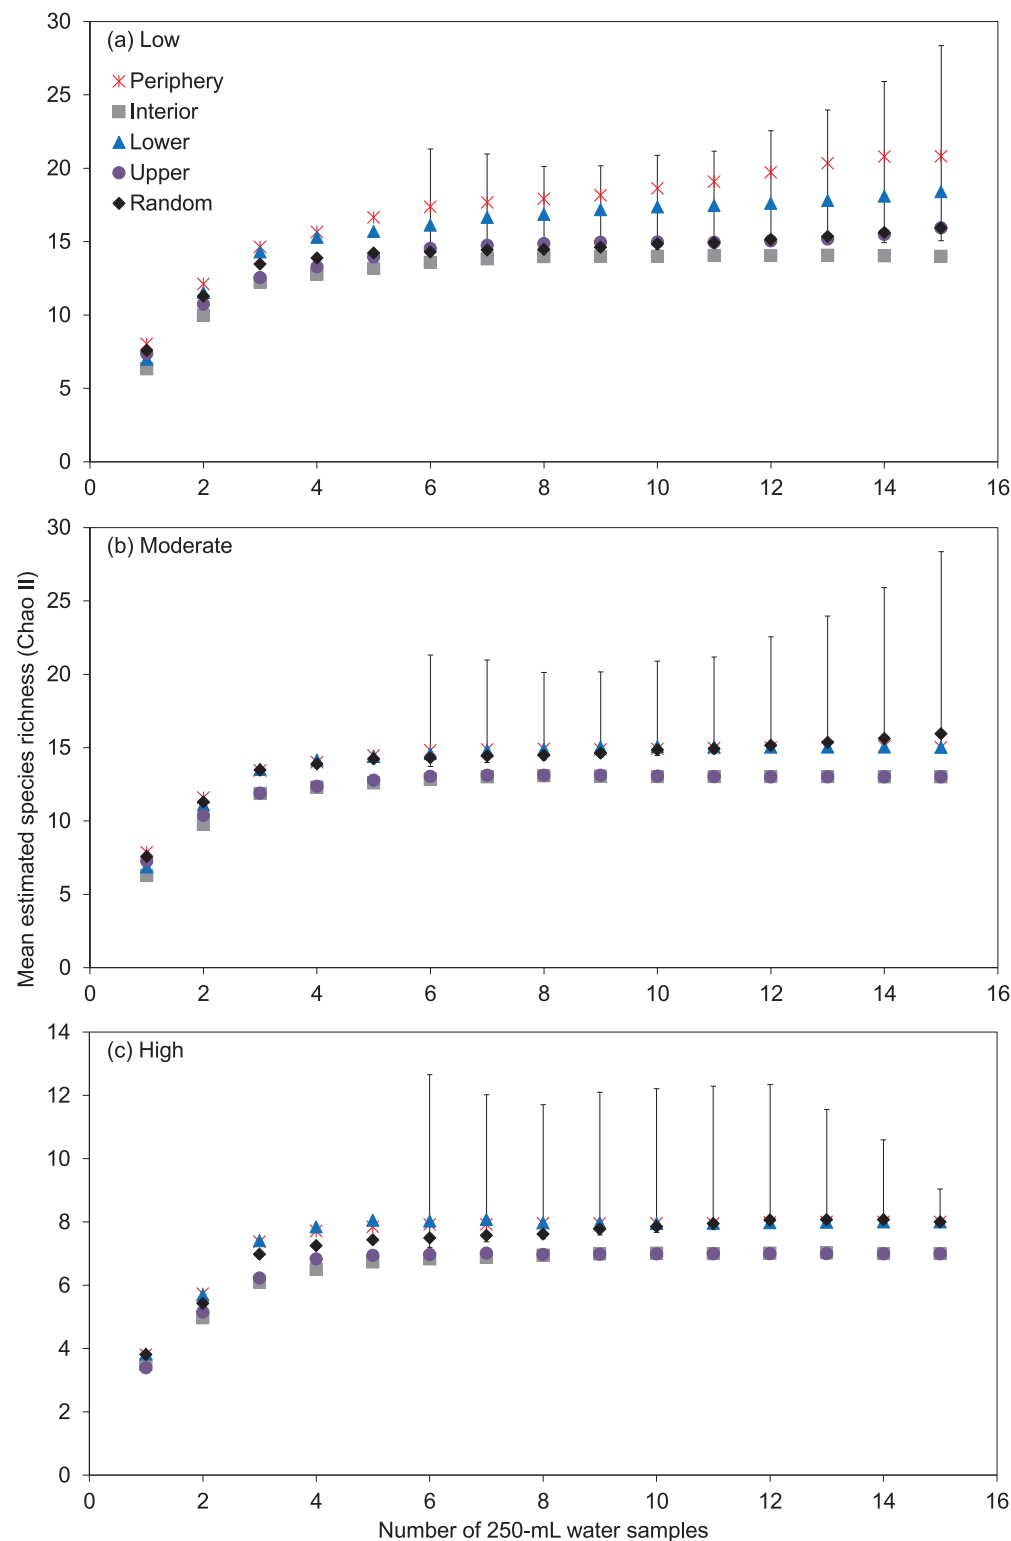 (a) Low
Periphery
Interior
Lower
Upper
Random
30
25
20
15
10
5
0
0 2 4 6 8 10 12 14 16
Mean estimated species richness (Chao II)
(b) Moderate
30
25
20
15
10
5
0
0 2 4 6 8 10 12 14 16
(c) High
14
12
10
8
6
4
2
0
0 2 4 6 8 10 12 14 16
Number of 250-mL water samples